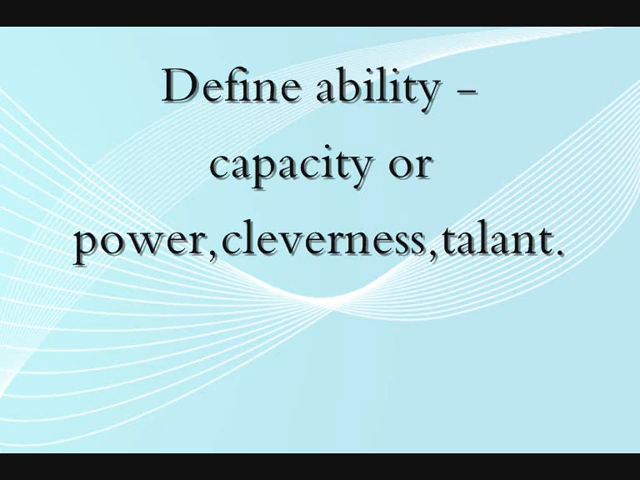 Define ability -
capacity or
power,cleverness,talant.